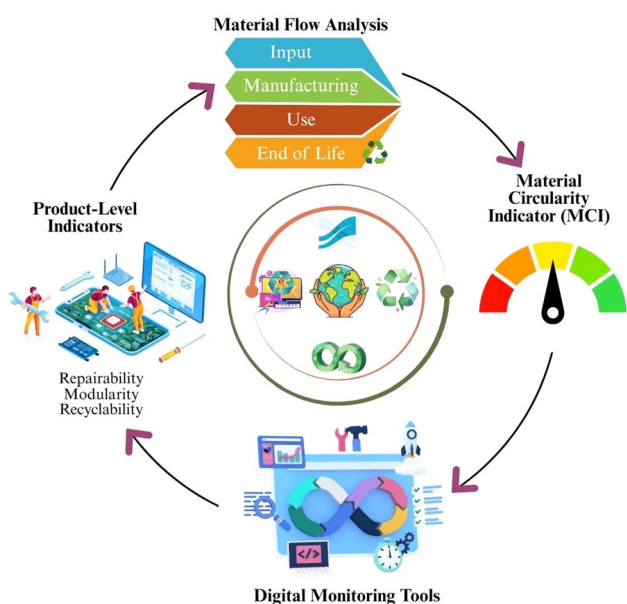 Material Flow Analysis
Input
Manufacturing
Use
End of Life
Material
Circularity
Indicator (MCI)
Product-Level
Indicators
Repairability
Modularity
Recyclability
</>
Digital Monitoring Tools